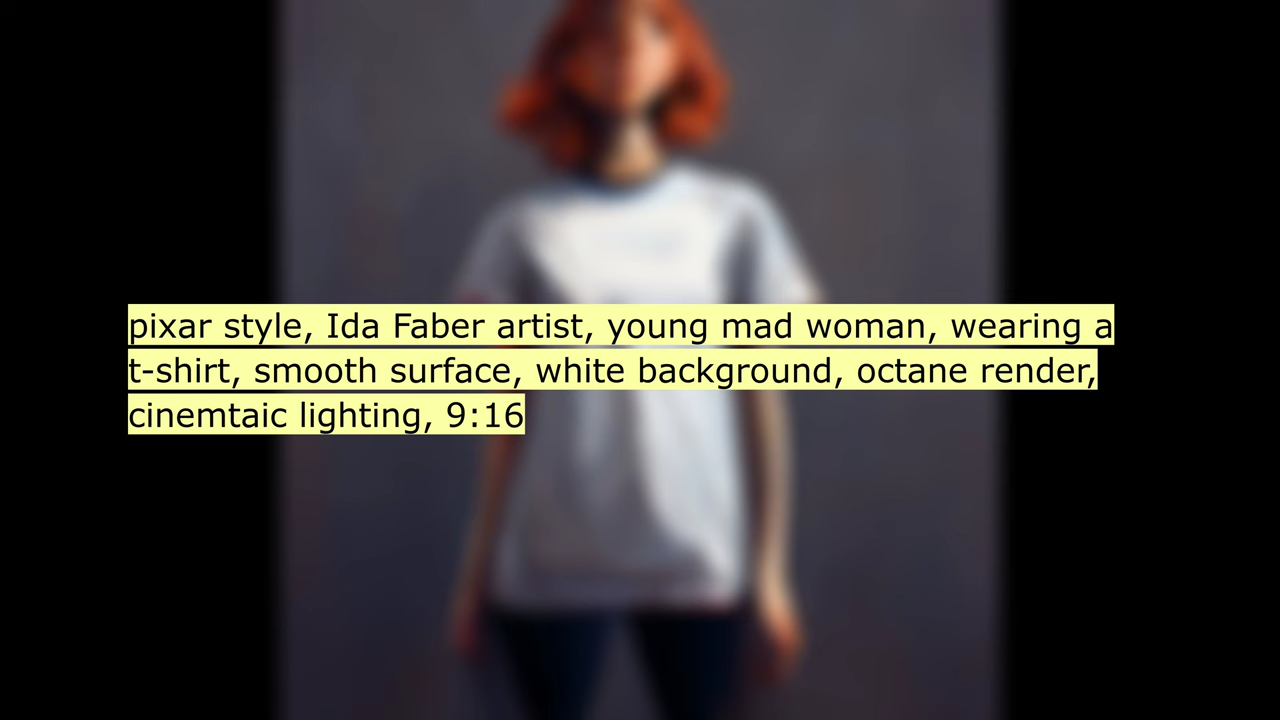 pixar style, Ida Faber artist, young mad woman, wearing a
t-shirt, smooth surface, white background, octane render,
cinemtaic lighting, 9:16